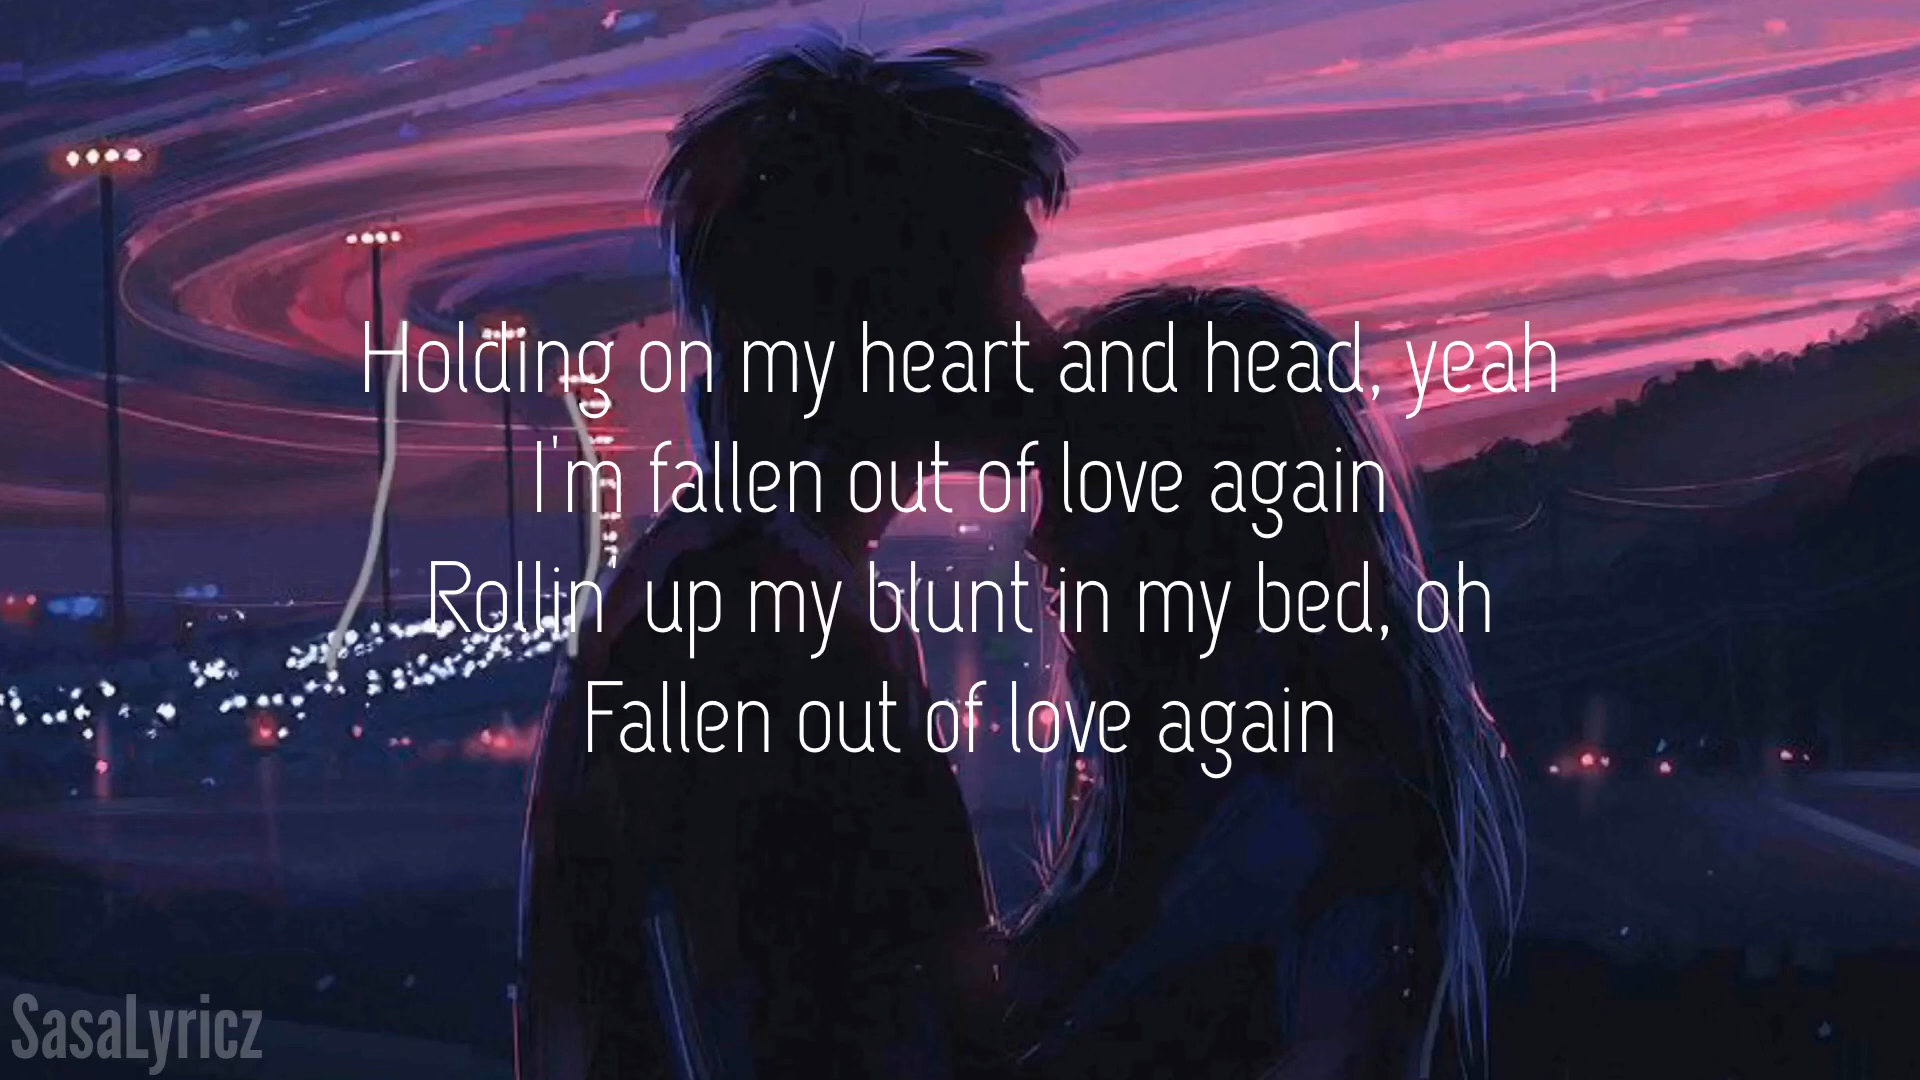 Holding on my heart and head, yeah
I'm fallen out of love again
Rollin' up my blunt in my bed, oh
Fallen out of love again
SasaLyricz